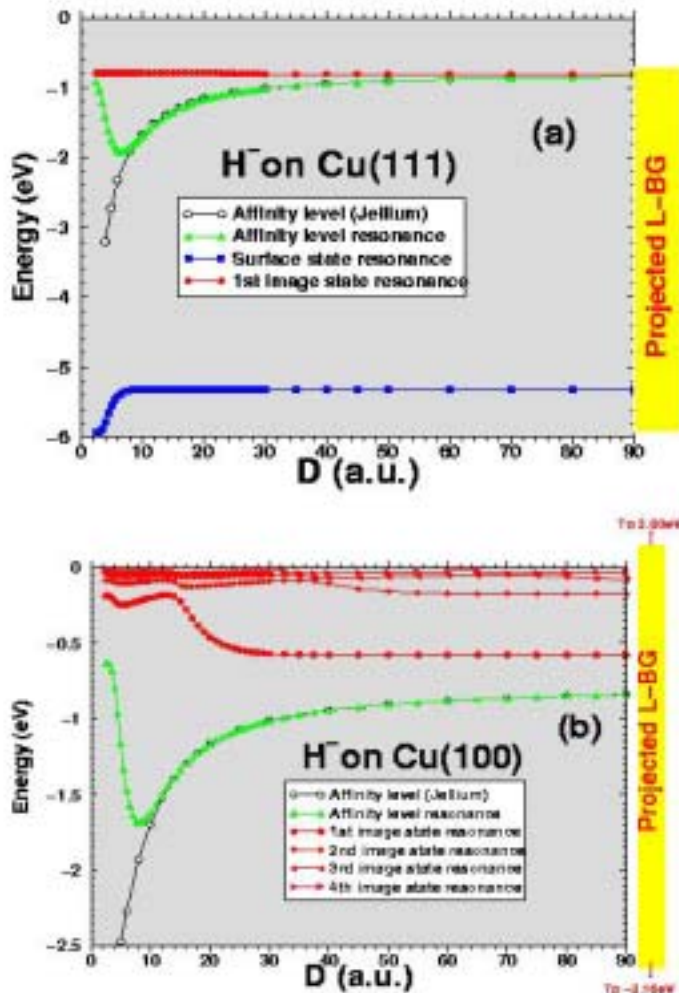 0
−1
−2
−3
−4
−5
−6
Energy (eV)
0 10 20 30 40 50 60 70 80 90
D (a.u.)
(a)
H⁻ on Cu(111)
Affinity level (Jellium)
Affinity level resonance
Surface state resonance
1st image state resonance
Projected L−BG
0
−0.5
−1
−1.5
−2
−2.5
Energy (eV)
0 10 20 30 40 50 60 70 80 90
D (a.u.)
(b)
H⁻ on Cu(100)
Affinity level (Jellium)
Affinity level resonance
1st image state resonance
2nd image state resonance
3rd image state resonance
4th image state resonance
Projected L−BG